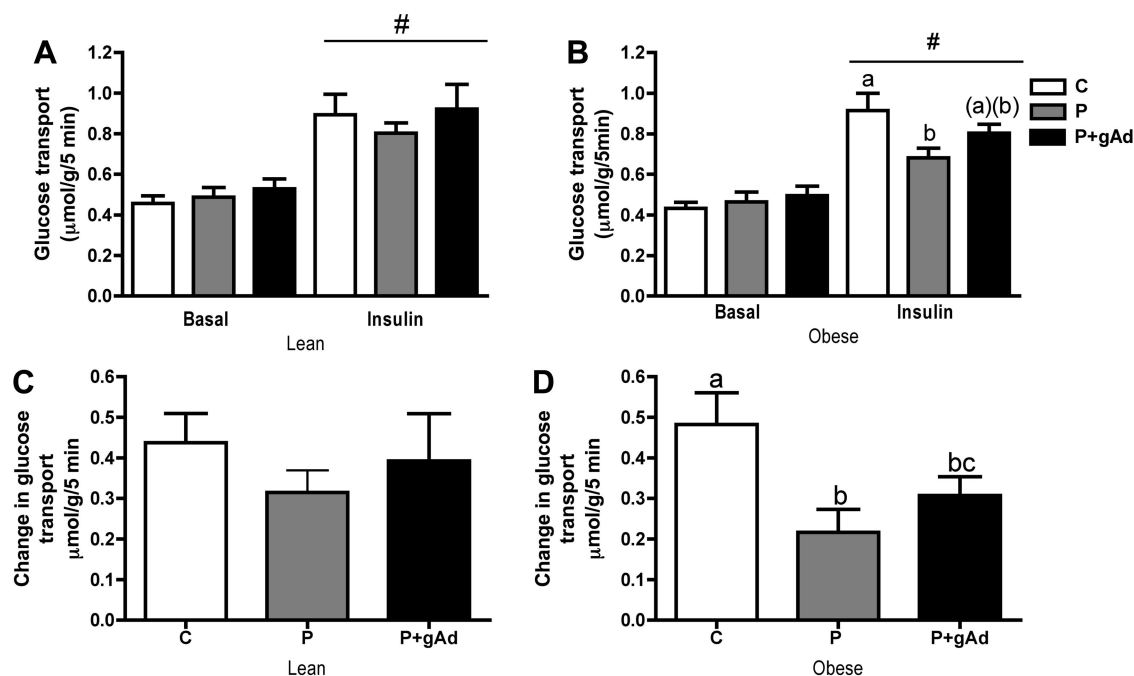 A
#
Glucose transport
(μmol/g/5 min)
1.2
1.0
0.8
0.6
0.4
0.2
0.0
Basal
Insulin
Lean
B
#
Glucose transport
(μmol/g/5min)
1.2
1.0
0.8
0.6
0.4
0.2
0.0
a
b
(a)(b)
Basal
Insulin
Obese
C
P
P+gAd
C
Change in glucose
transport
μmol/g/5 min
0.6
0.5
0.4
0.3
0.2
0.1
0.0
C
P
P+gAd
Lean
D
Change in glucose
transport
μmol/g/5 min
0.6
0.5
0.4
0.3
0.2
0.1
0.0
a
b
bc
C
P
P+gAd
Obese